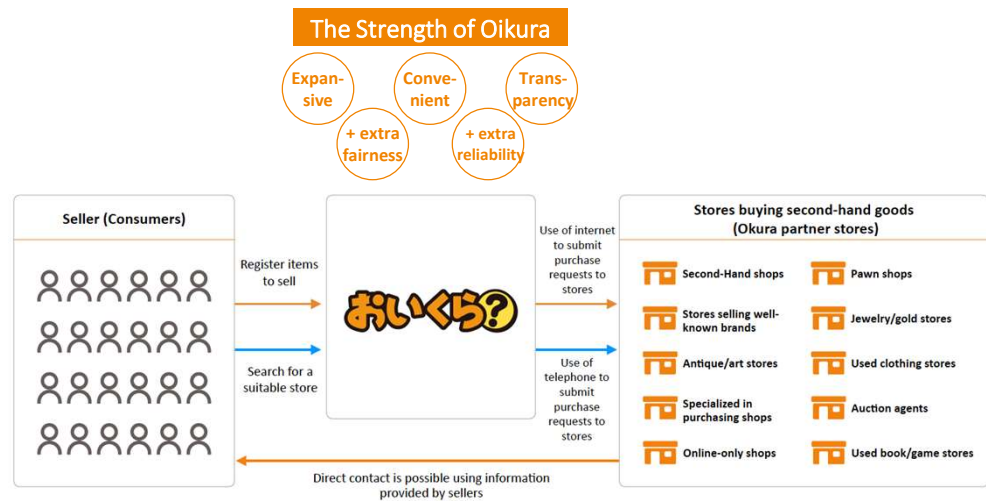 The Strength of Oikura
Expan-
sive
Conve-
nient
Trans-
parency
+ extra
fairness
+ extra
reliability
Seller (Consumers)
Register items
to sell
Search for a
suitable store
おいくら?
Use of internet
to submit
purchase
requests to
stores
Use of
telephone to
submit
purchase
requests to
stores
Stores buying second-hand goods
(Okura partner stores)
Second-Hand shops
Pawn shops
Stores selling well-
known brands
Jewelry/gold stores
Antique/art stores
Used clothing stores
Specialized in
purchasing shops
Auction agents
Online-only shops
Used book/game stores
Direct contact is possible using information
provided by sellers